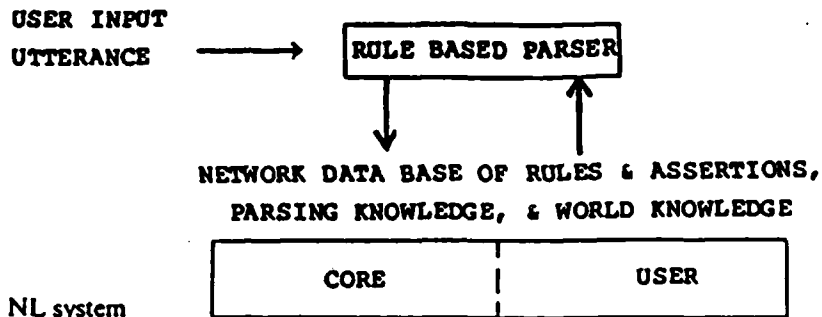 USER INPUT
UTTERANCE
RULE BASED PARSER
NETWORK DATA BASE OF RULES & ASSERTIONS,
PARSING KNOWLEDGE, & WORLD KNOWLEDGE
CORE
USER
NL system